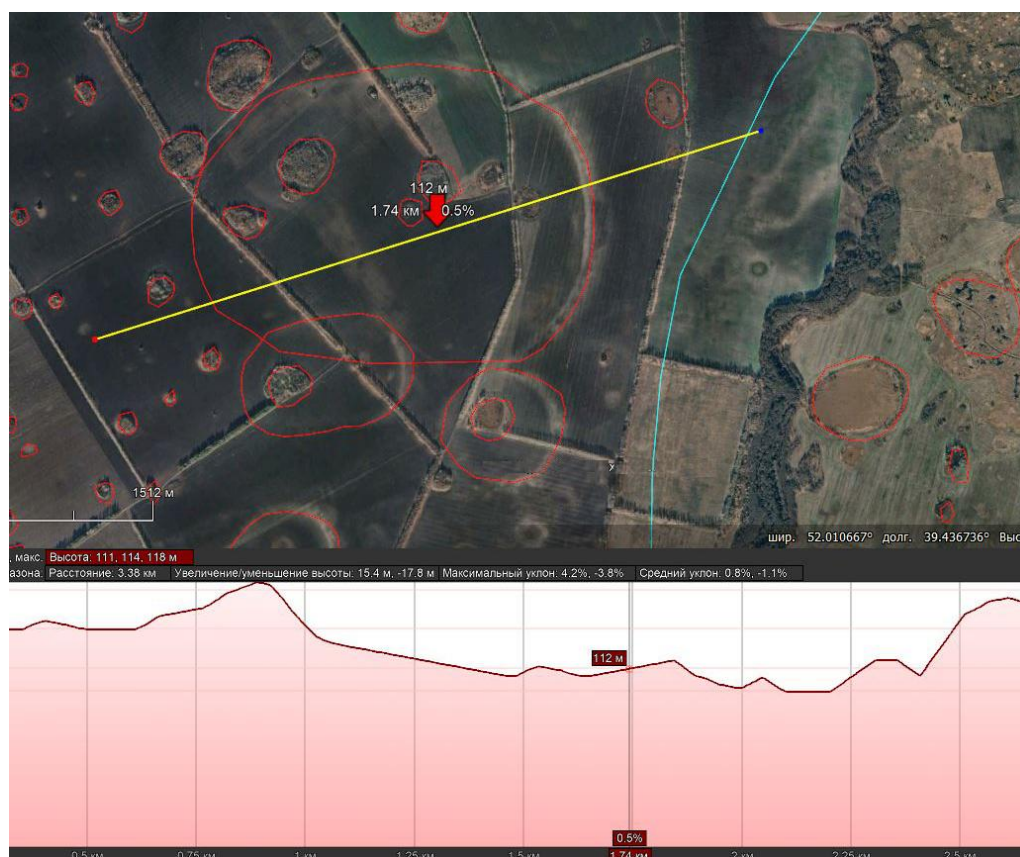 112 м
1.74 км 0.5%
1512 м
шир. 52.010667° долг. 39.436736° Выс
, макс. Высота: 111, 114, 118 м
азона: Расстояние: 3.38 км Увеличение/уменьшение высоты: 15.4 м, -17.8 м Максимальный уклон: 4.2%, -3.8% Средний уклон: 0.8%, -1.1%
112 м
0.5%
0.5 км 0.75 км 1 км 1.25 км 1.5 км 1.74 км 2 км 2.25 км 2.5 км